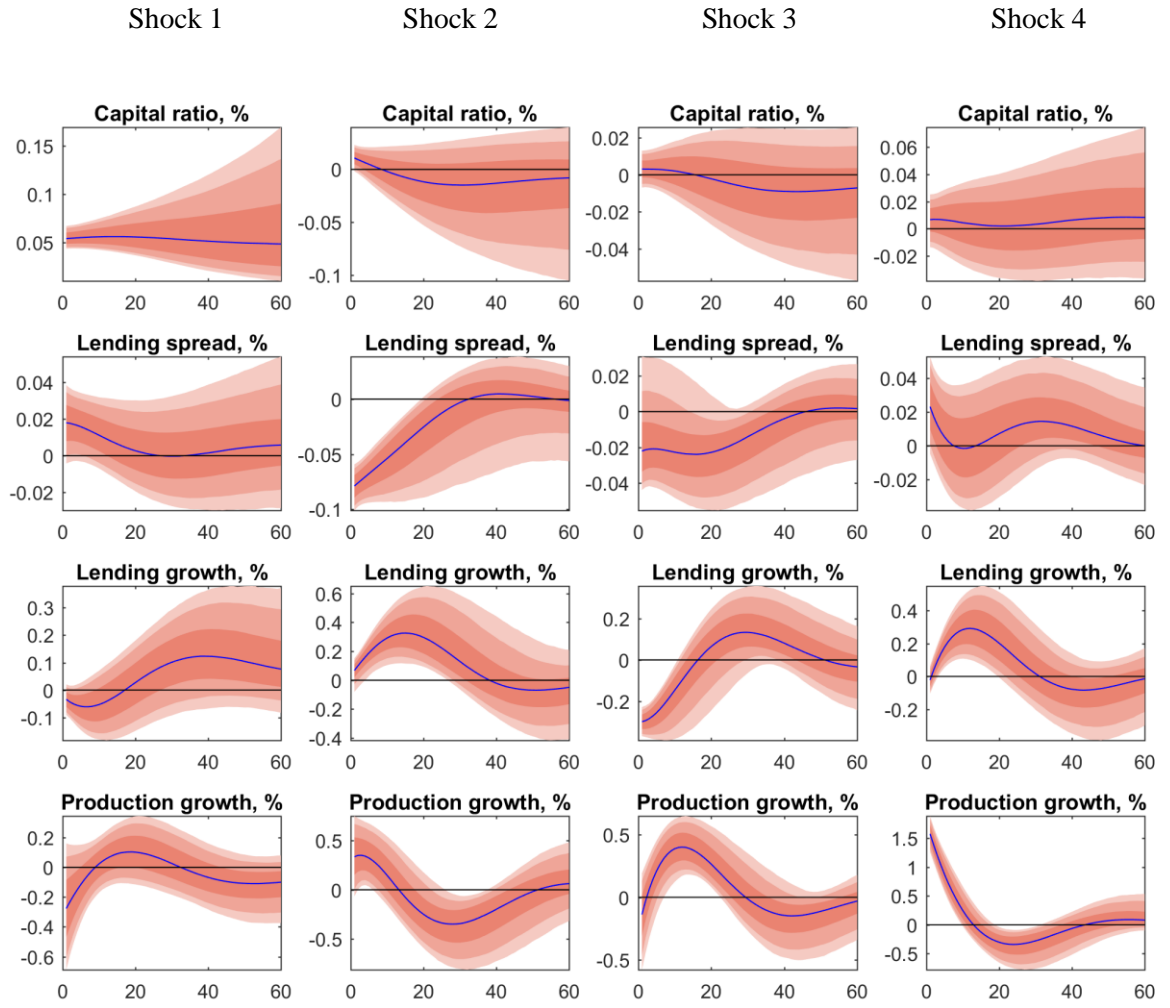 Shock 1 Shock 2 Shock 3 Shock 4
Capital ratio, % Capital ratio, % Capital ratio, % Capital ratio, %
0.15 0 0.02 0.06
0.1 -0.05 0 0.04
0.05 -0.1 -0.02 0.02
-0.04 0
-0.02
0 20 40 60 0 20 40 60 0 20 40 60 0 20 40 60
Lending spread, % Lending spread, % Lending spread, % Lending spread, %
0.04 0 0.02 0.04
0.02 -0.05 0 0.02
0 -0.1 -0.02 0
-0.02 -0.04 -0.02
0 20 40 60 0 20 40 60 0 20 40 60 0 20 40 60
Lending growth, % Lending growth, % Lending growth, % Lending growth, %
0.3 0.6 0.2 0.4
0.2 0.4 0 0.2
0.1 0.2 -0.2 0
0 0 -0.2
-0.1 -0.2
0.4
0 20 40 60 0 20 40 60 0 20 40 60 0 20 40 60
Production growth, % Production growth, % Production growth, % Production growth, %
0.2 0.5 0.5 1.5
0 0 0 1
-0.2 -0.5 -0.5 0.5
-0.4 0
-0.6 -0.5
0 20 40 60 0 20 40 60 0 20 40 60 0 20 40 60